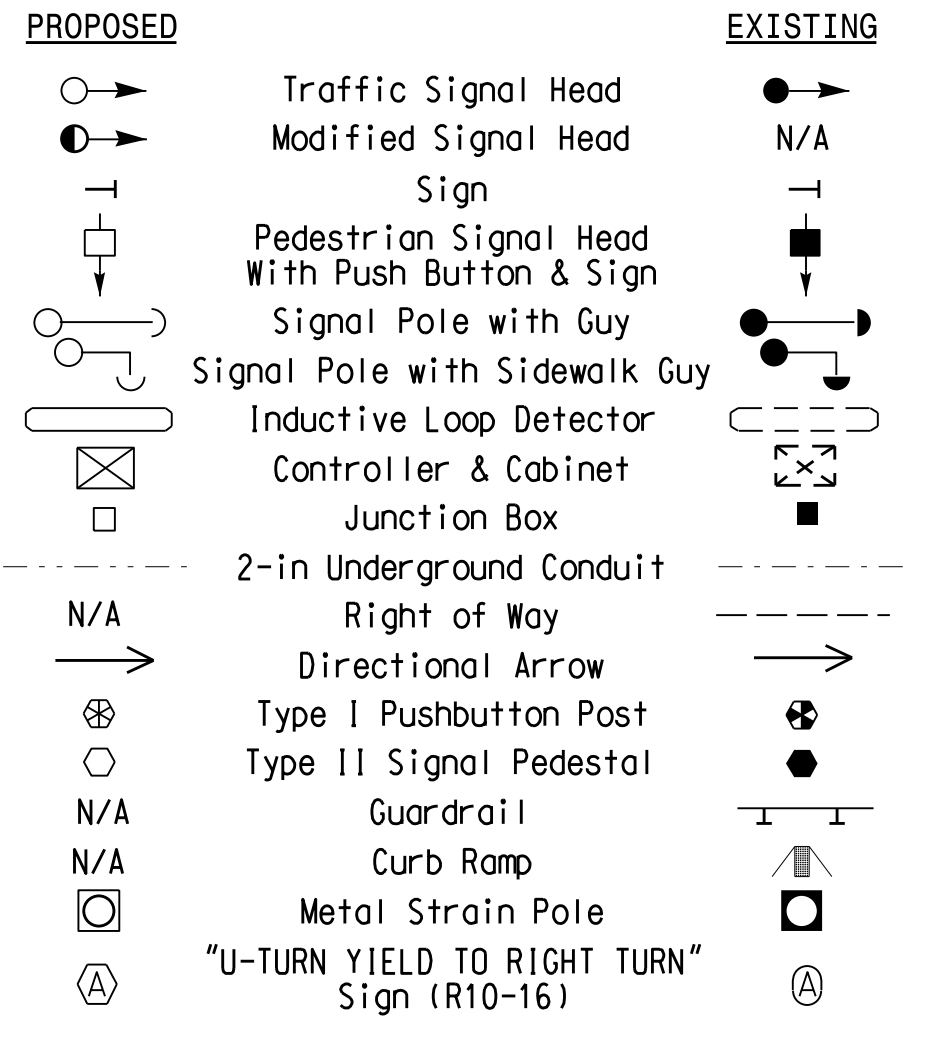 PROPOSED EXISTING
Traffic Signal Head
Modified Signal Head N/A
Sign
Pedestrian Signal Head
With Push Button & Sign
Signal Pole with Guy
Signal Pole with Sidewalk Guy
Inductive Loop Detector
Controller & Cabinet
Junction Box
2-in Underground Conduit
N/A Right of Way
Directional Arrow
Type I Pushbutton Post
Type II Signal Pedestal
N/A Guardrail
N/A Curb Ramp
Metal Strain Pole
"U-TURN YIELD TO RIGHT TURN"
A Sign (R10-16) A